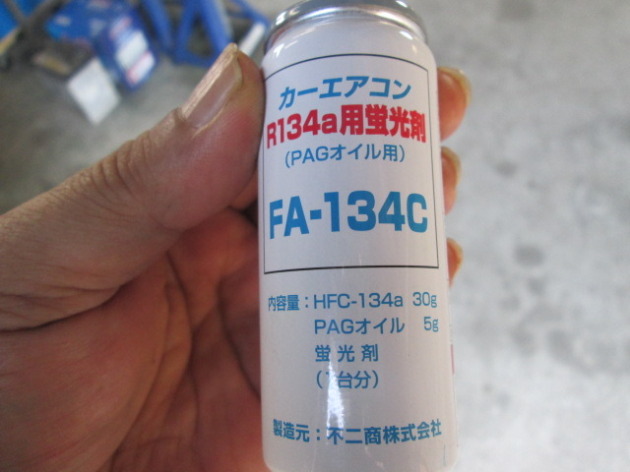 カーエアコン
R134a用蛍光剤
(PAGオイル用)
FA-134C
内容量:HFC-134a 30g
PAGオイル 5g
蛍光剤
(1台分)
製造元:不二商株式会社